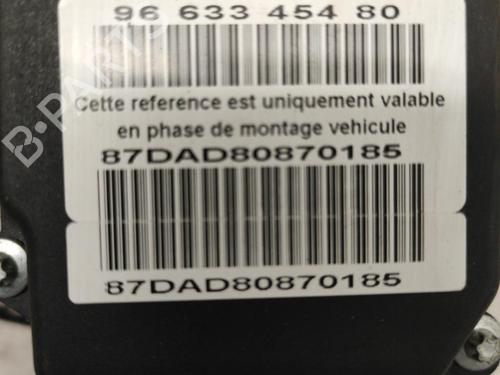 96 633 454 80
Cette reference est uniquement valable
en phase de montage vehicule
87DAD80870185
87DAD80870185
B-PARTS